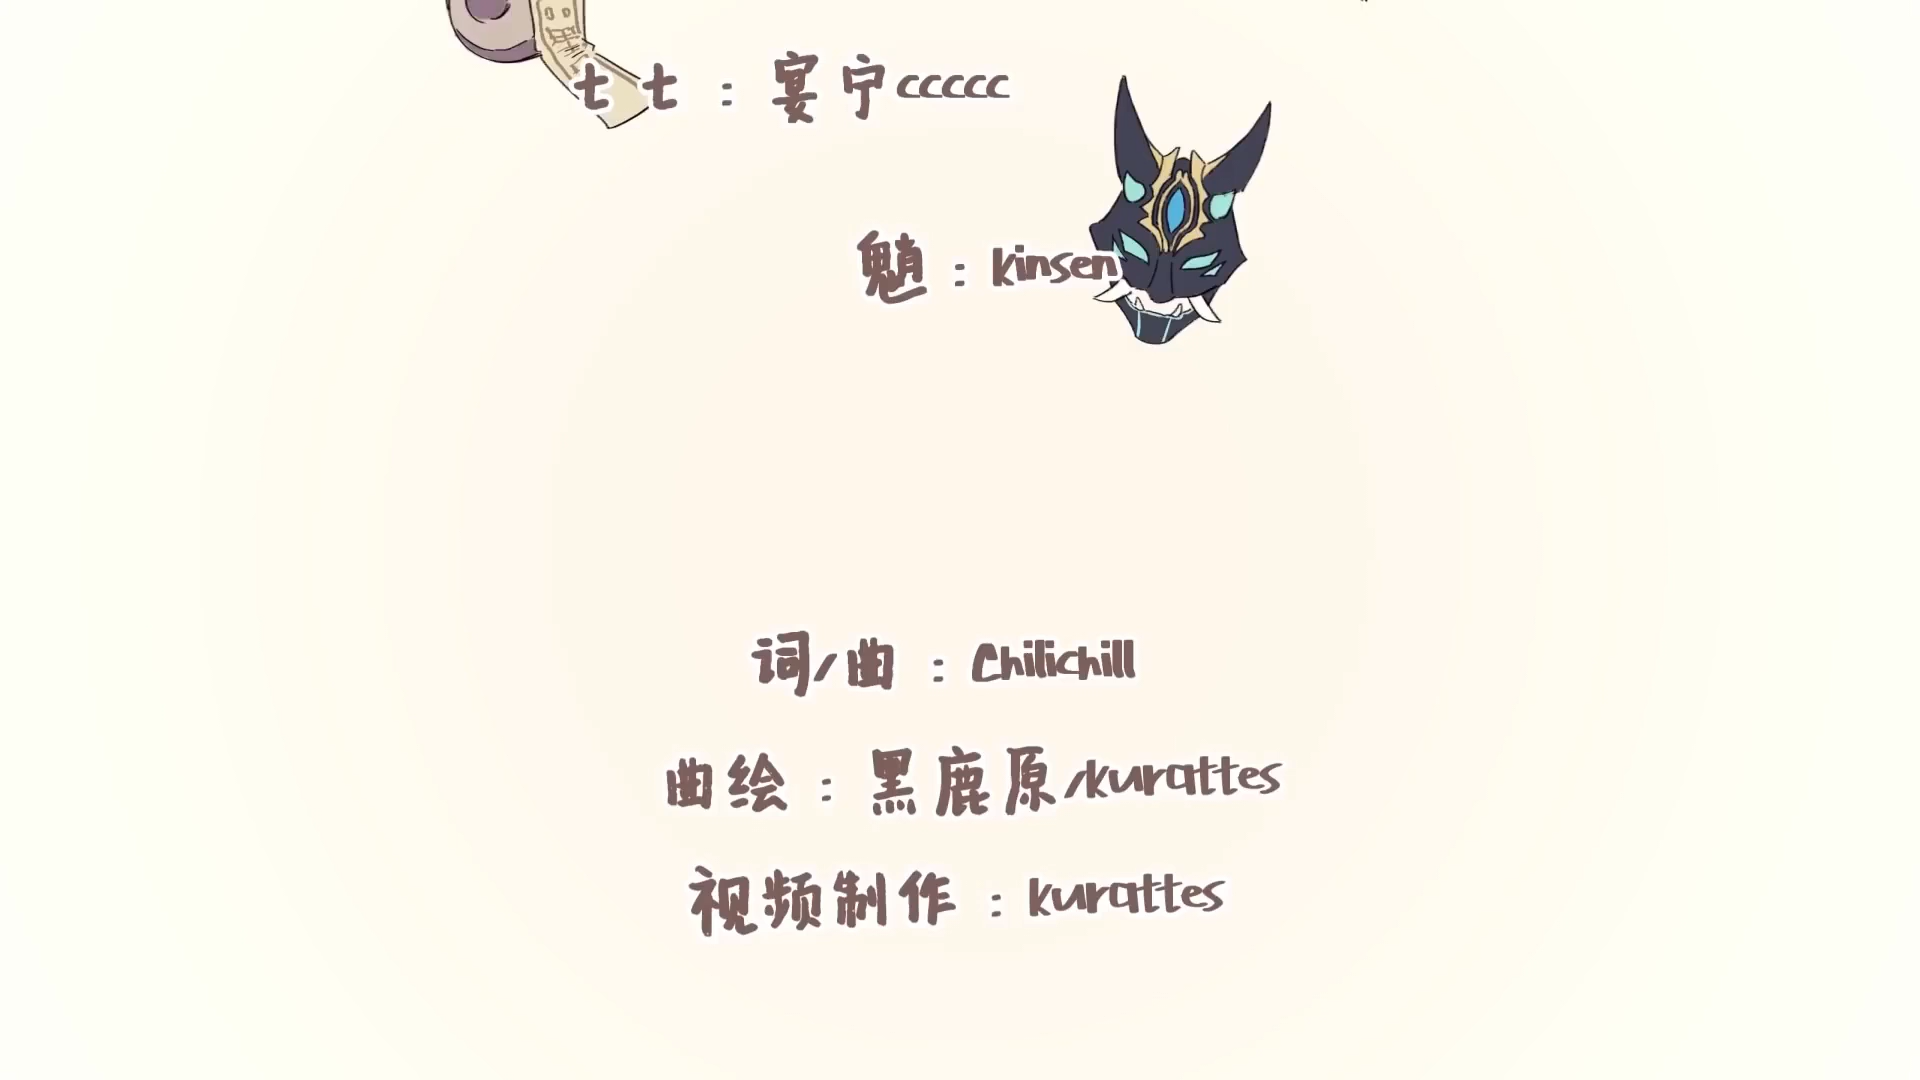 七七：宴宁ccccc
魈：kinsen
词/曲：Chilichill
曲绘：黑鹿原/kurattes
视频制作：kurattes